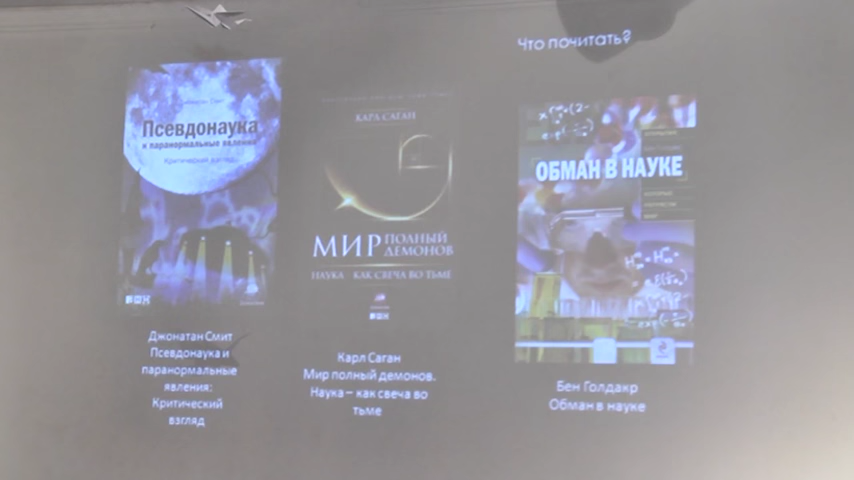 Что почитать?
Псевдонаука
и паранормальные явления
Критический взгляд
КАРЛ САГАН
МИР ПОЛНЫЙ
ДЕМОНОВ
НАУКА - КАК СВЕЧА ВО ТЬМЕ
ОБМАН В НАУКЕ
Джонатан Смит
Псевдонаука и
паранормальные
явления:
Критический
взгляд
Карл Саган
Мир полный демонов.
Наука – как свеча во
тьме
Бен Голдакр
Обман в науке